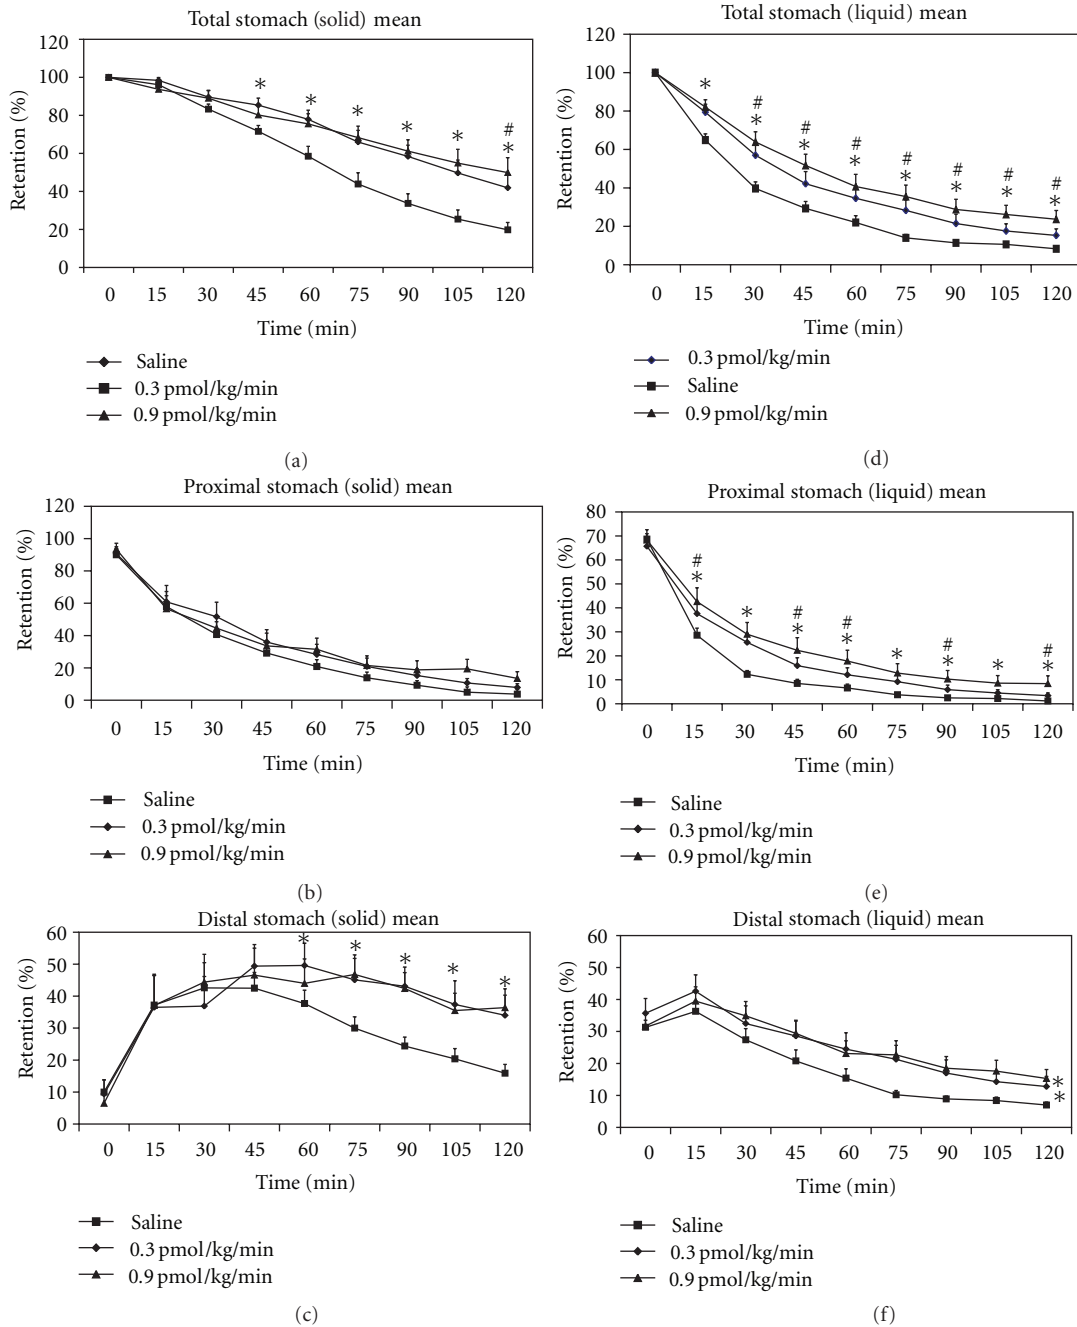 Total stomach (solid) mean
Retention (%)
120
100
80
60
40
20
0
* * * * * # *
0 15 30 45 60 75 90 105 120
Time (min)
Saline
0.3 pmol/kg/min
0.9 pmol/kg/min
(a)
Total stomach (liquid) mean
Retention (%)
120
100
80
60
40
20
0
* # * # * # * # * # * # * # *
0 15 30 45 60 75 90 105 120
Time (min)
0.3 pmol/kg/min
Saline
0.9 pmol/kg/min
(d)
Proximal stomach (solid) mean
Retention (%)
120
100
80
60
40
20
0
0 15 30 45 60 75 90 105 120
Time (min)
Saline
0.3 pmol/kg/min
0.9 pmol/kg/min
(b)
Proximal stomach (liquid) mean
Retention (%)
80
70
60
50
40
30
20
10
0
# * * # * # * * # * * # *
0 15 30 45 60 75 90 105 120
Time (min)
Saline
0.3 pmol/kg/min
0.9 pmol/kg/min
(e)
Distal stomach (solid) mean
Retention (%)
60
50
40
30
20
10
0
* * * * *
0 15 30 45 60 75 90 105 120
Time (min)
Saline
0.3 pmol/kg/min
0.9 pmol/kg/min
(c)
Distal stomach (liquid) mean
Retention (%)
60
50
40
30
20
10
0
*
*
0 15 30 45 60 75 90 105 120
Time (min)
Saline
0.3 pmol/kg/min
0.9 pmol/kg/min
(f)